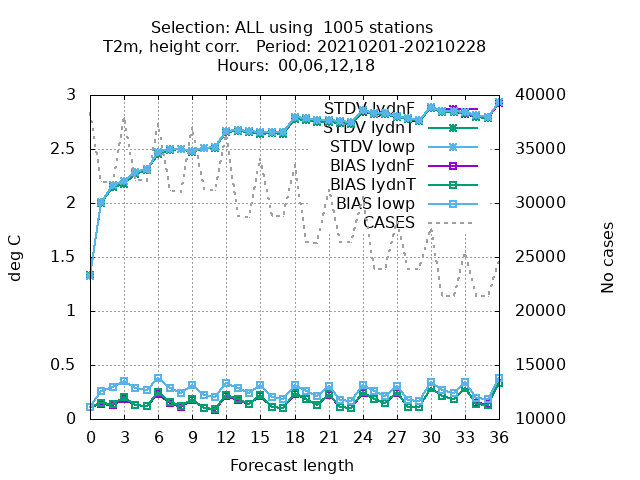 Selection: ALL using  1005 stations
T2m, height corr.   Period: 20210201-20210228
Hours:  00,06,12,18
3
2.5
2
1.5
1
0.5
0
deg C
STDV lydnF
STDV lydnT
STDV lowp
BIAS lydnF
BIAS lydnT
BIAS lowp
CASES
40000
35000
30000
25000
20000
15000
10000
No cases
0 3 6 9 12 15 18 21 24 27 30 33 36
Forecast length